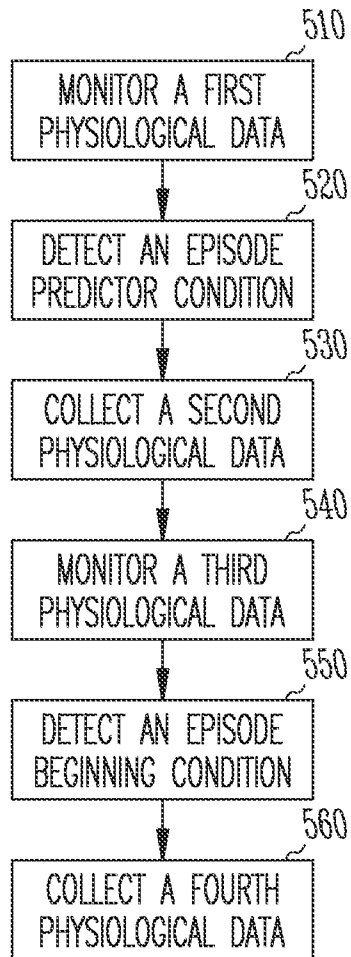 510
MONITOR A FIRST
PHYSIOLOGICAL DATA
520
DETECT AN EPISODE
PREDICTOR CONDITION
530
COLLECT A SECOND
PHYSIOLOGICAL DATA
540
MONITOR A THIRD
PHYSIOLOGICAL DATA
550
DETECT AN EPISODE
BEGINNING CONDITION
560
COLLECT A FOURTH
PHYSIOLOGICAL DATA